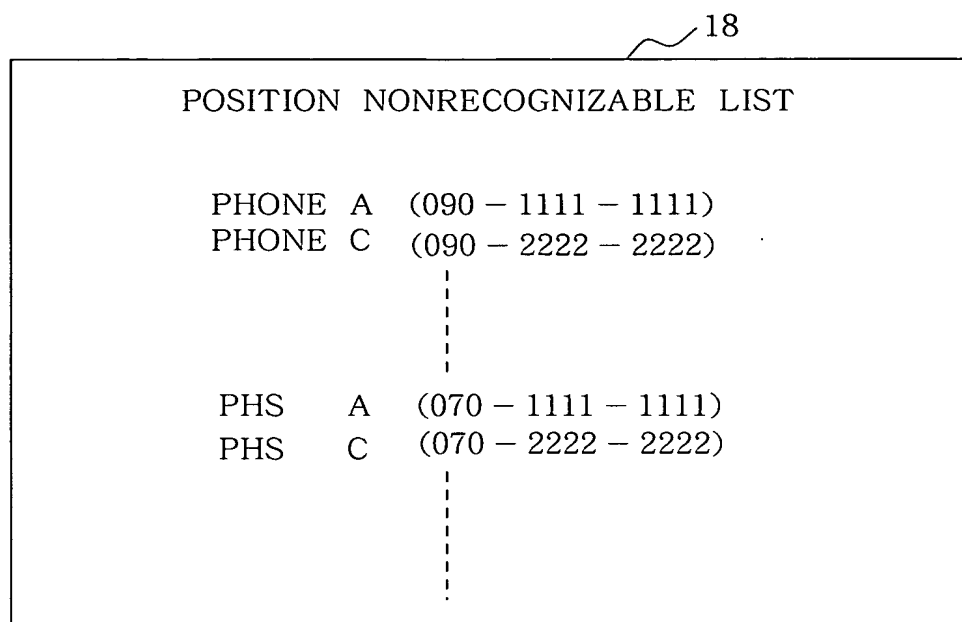 18
POSITION NONRECOGNIZABLE LIST
PHONE A (090 – 1111 – 1111)
PHONE C (090 – 2222 – 2222)
PHS A (070 – 1111 – 1111)
PHS C (070 – 2222 – 2222)